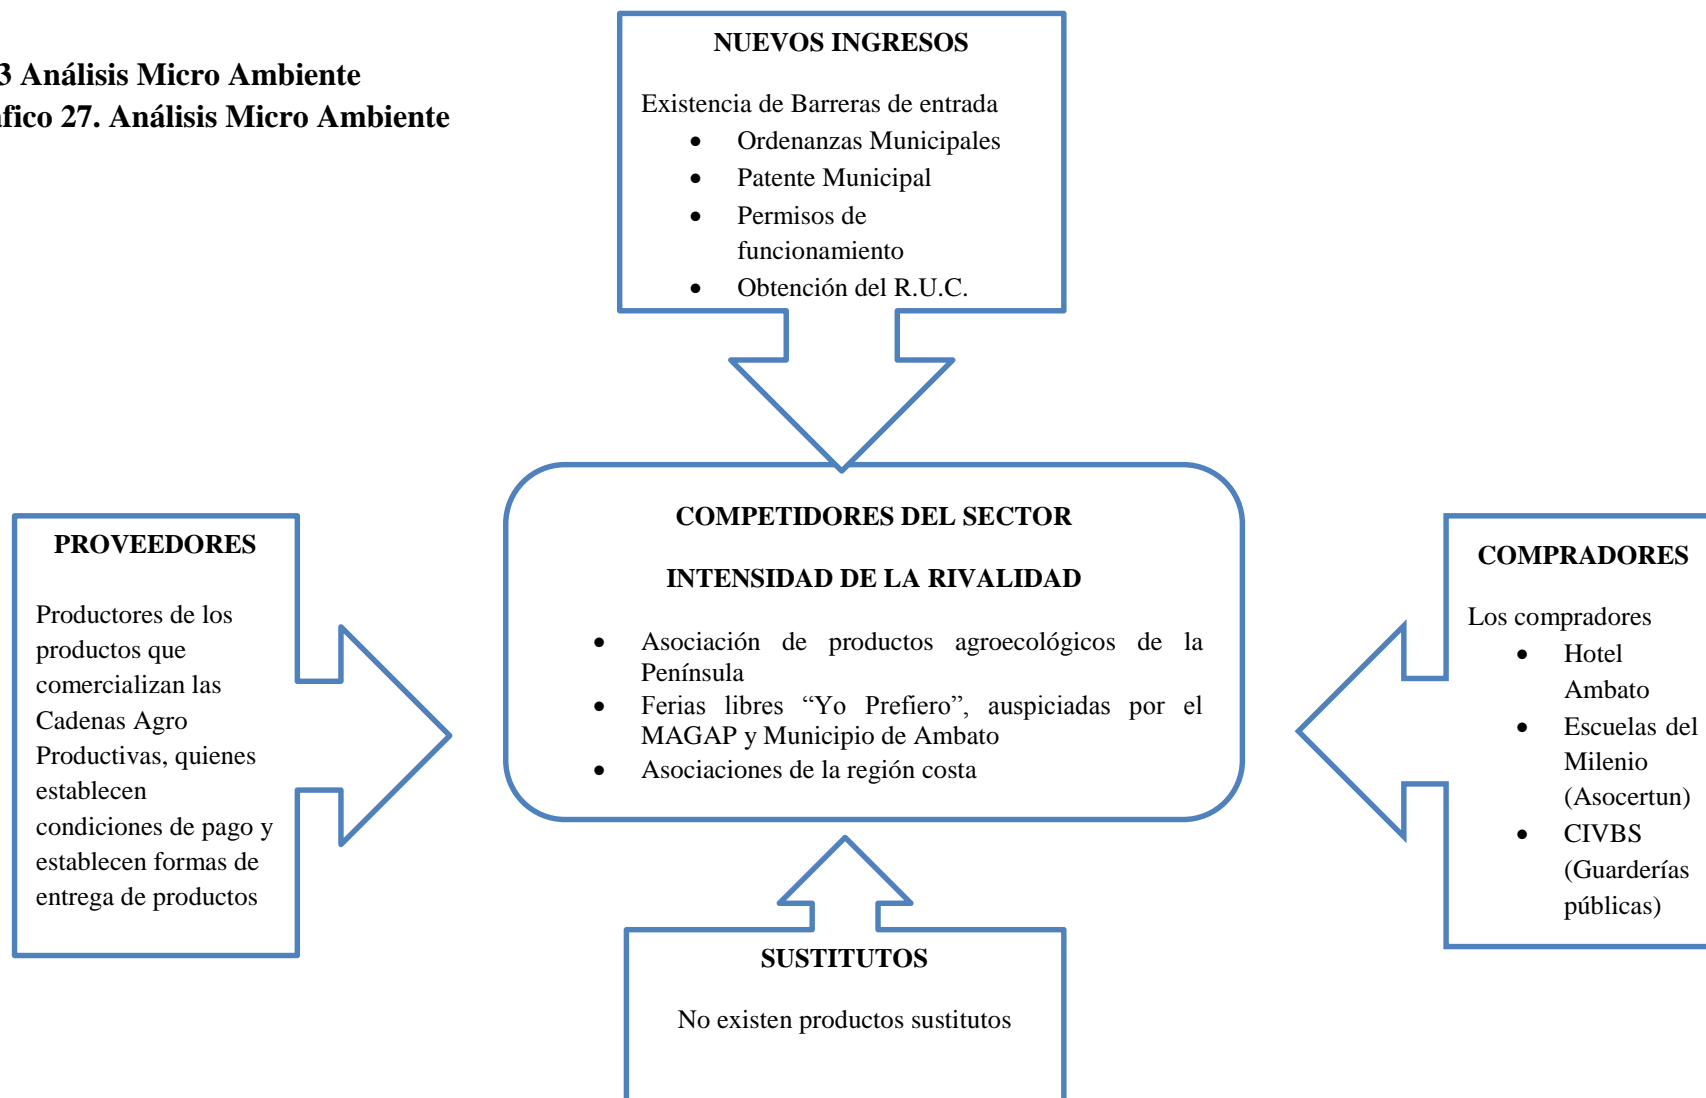 3 Análisis Micro Ambiente
áfico 27. Análisis Micro Ambiente
NUEVOS INGRESOS
Existencia de Barreras de entrada
• Ordenanzas Municipales
• Patente Municipal
• Permisos de
funcionamiento
• Obtención del R.U.C.
PROVEEDORES
Productores de los
productos que
comercializan las
Cadenas Agro
Productivas, quienes
establecen
condiciones de pago y
establecen formas de
entrega de productos
COMPETIDORES DEL SECTOR
INTENSIDAD DE LA RIVALIDAD
• Asociación de productos agroecológicos de la
Península
• Ferias libres “Yo Prefiero”, auspiciadas por el
MAGAP y Municipio de Ambato
• Asociaciones de la región costa
COMPRADORES
Los compradores
• Hotel
Ambato
• Escuelas del
Milenio
(Asocertun)
• CIVBS
(Guarderías
públicas)
SUSTITUTOS
No existen productos sustitutos